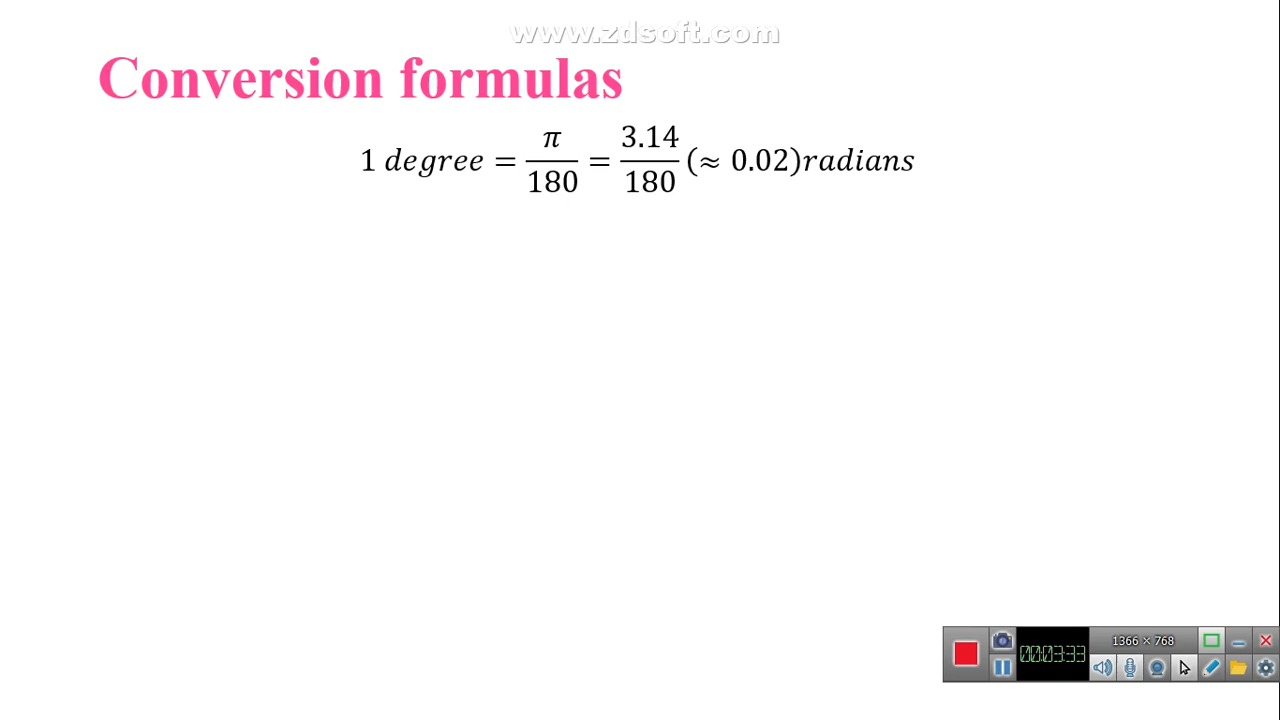 www.zdsoft.com
Conversion formulas
1 degree = π/180 = 3.14/180 (≈ 0.02)radians
1366 × 768
00:03:33